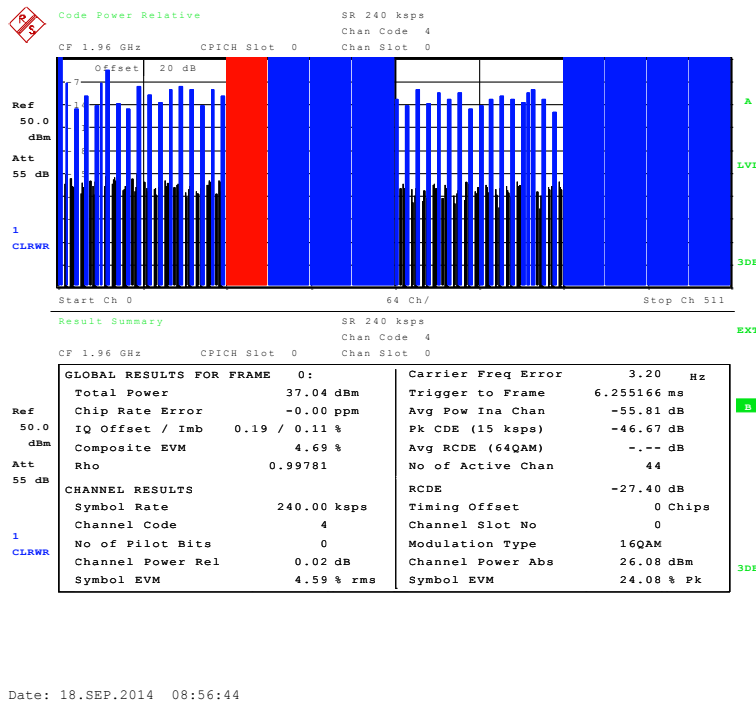 R S
Code Power Relative SR 240 ksps
Chan Code 4
CF 1.96 GHz CPICH Slot 0 Chan Slot 0
Offset 20 dB
-7
Ref
50.0
dBm
Att
55 dB
1
CLRWR
A
3DB
Start Ch 0 64 Ch/ Stop Ch 511
Result Summary SR 240 ksps
EXT
Chan Code 4
CF 1.96 GHz CPICH Slot 0 Chan Slot 0
GLOBAL RESULTS FOR FRAME 0: Carrier Freq Error 3.20 Hz
Total Power 37.04 dBm Trigger to Frame 6.255166 ms
Chip Rate Error -0.00 ppm Avg Pow Ina Chan -55.81 dB
IQ Offset / Imb 0.19 / 0.11 % Pk CDE (15 ksps) -46.67 dB
Composite EVM 4.69 % Avg RCDE (64QAM) -.-- dB
Rho 0.99781 No of Active Chan 44
CHANNEL RESULTS RCDE -27.40 dB
Symbol Rate 240.00 ksps Timing Offset 0 Chips
Channel Code 4 Channel Slot No 0
No of Pilot Bits 0 Modulation Type 16QAM
Channel Power Rel 0.02 dB Channel Power Abs 26.08 dBm
Symbol EVM 4.59 % rms Symbol EVM 24.08 % Pk
Ref
50.0
dBm
Att
55 dB
1
CLRWR
B
3DB
Date: 18.SEP.2014 08:56:44